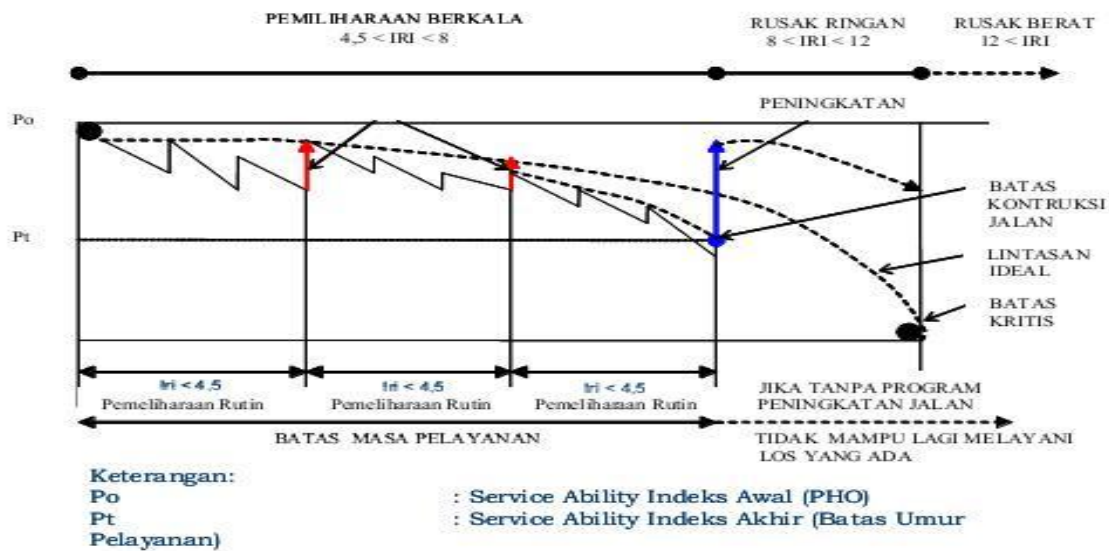 PEMILIHARAAN BERKALA
4,5 < IRI < 8
RUSAK RINGAN
8 < IRI < 12
RUSAK BERAT
12 < IRI
Po
PENINGKATAN
BATAS
KONTRUKSI
JALAN
Pt
LINTASAN
IDEAL
BATAS
KRITIS
Iri < 4,5
Iri < 4,5
Iri < 4,5
Pemeliharaan Rutin
Pemeliharaan Rutin
Pemeliharaan Rutin
JIKA TANPA PROGRAM
PENINGKATAN JALAN
BATAS MASA PELAYANAN
TIDAK MAMPU LAGI MELAYANI
LOS YANG ADA
Keterangan:
Po : Service Ability Indeks Awal (PHO)
Pt : Service Ability Indeks Akhir (Batas Umur
Pelayanan)